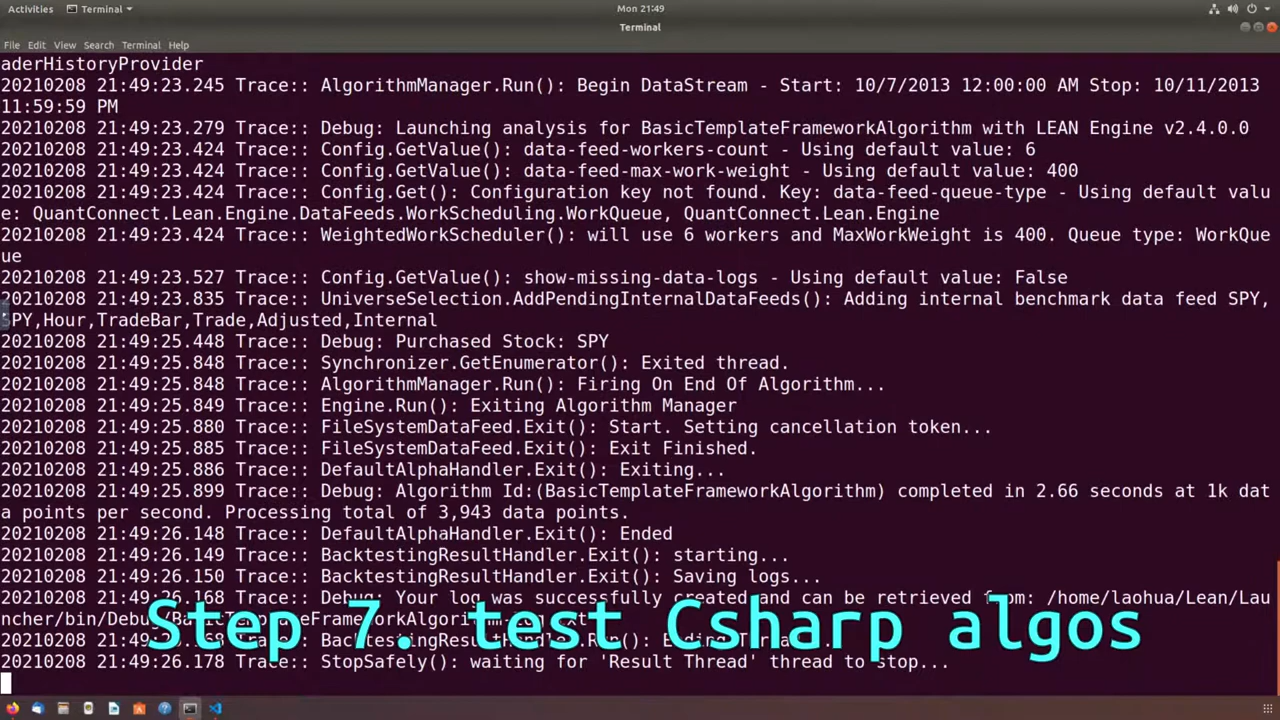 Activities Terminal Mon 21:49
Terminal
File Edit View Search Terminal Help
aderHistoryProvider
20210208 21:49:23.245 Trace:: AlgorithmManager.Run(): Begin DataStream - Start: 10/7/2013 12:00:00 AM Stop: 10/11/2013
11:59:59 PM
20210208 21:49:23.279 Trace:: Debug: Launching analysis for BasicTemplateFrameworkAlgorithm with LEAN Engine v2.4.0.0
20210208 21:49:23.424 Trace:: Config.GetValue(): data-feed-workers-count - Using default value: 6
20210208 21:49:23.424 Trace:: Config.GetValue(): data-feed-max-work-weight - Using default value: 400
20210208 21:49:23.424 Trace:: Config.Get(): Configuration key not found. Key: data-feed-queue-type - Using default valu
e: QuantConnect.Lean.Engine.DataFeeds.WorkScheduling.WorkQueue, QuantConnect.Lean.Engine
20210208 21:49:23.424 Trace:: WeightedWorkScheduler(): will use 6 workers and MaxWorkWeight is 400. Queue type: WorkQue
ue
20210208 21:49:23.527 Trace:: Config.GetValue(): show-missing-data-logs - Using default value: False
20210208 21:49:23.835 Trace:: UniverseSelection.AddPendingInternalDataFeeds(): Adding internal benchmark data feed SPY,
SPY,Hour,TradeBar,Trade,Adjusted,Internal
20210208 21:49:25.448 Trace:: Debug: Purchased Stock: SPY
20210208 21:49:25.848 Trace:: Synchronizer.GetEnumerator(): Exited thread.
20210208 21:49:25.848 Trace:: AlgorithmManager.Run(): Firing On End Of Algorithm...
20210208 21:49:25.849 Trace:: Engine.Run(): Exiting Algorithm Manager
20210208 21:49:25.880 Trace:: FileSystemDataFeed.Exit(): Start. Setting cancellation token...
20210208 21:49:25.885 Trace:: FileSystemDataFeed.Exit(): Exit Finished.
20210208 21:49:25.886 Trace:: DefaultAlphaHandler.Exit(): Exiting...
20210208 21:49:25.899 Trace:: Debug: Algorithm Id:(BasicTemplateFrameworkAlgorithm) completed in 2.66 seconds at 1k dat
a points per second. Processing total of 3,943 data points.
20210208 21:49:26.148 Trace:: DefaultAlphaHandler.Exit(): Ended
20210208 21:49:26.149 Trace:: BacktestingResultHandler.Exit(): starting...
20210208 21:49:26.150 Trace:: BacktestingResultHandler.Exit(): Saving logs...
20210208 21:49:26.168 Trace:: Debug: Your log was successfully created and can be retrieved from: /home/laohua/Lean/Lau
Step 7. test Csharp algos
20210208 21:49:26.178 Trace:: StopSafely(): waiting for 'Result Thread' thread to stop...